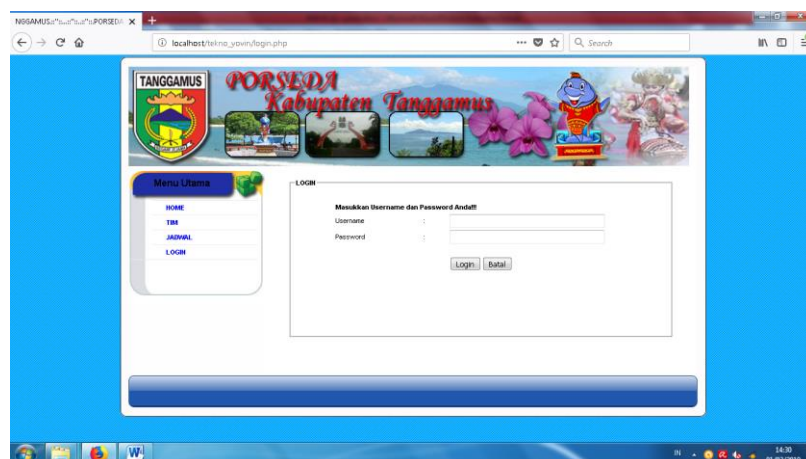 localhost/tekno_yovin/login.php
Search
TANGGAMUS
PORSEDA
Kabupaten Tanggamus
Menu Utama
HOME
TIM
JADWAL
LOGIN
LOGIN
Masukkan Username dan Password Anda!!!
Username :
Password :
Login Batal
IN
14:30